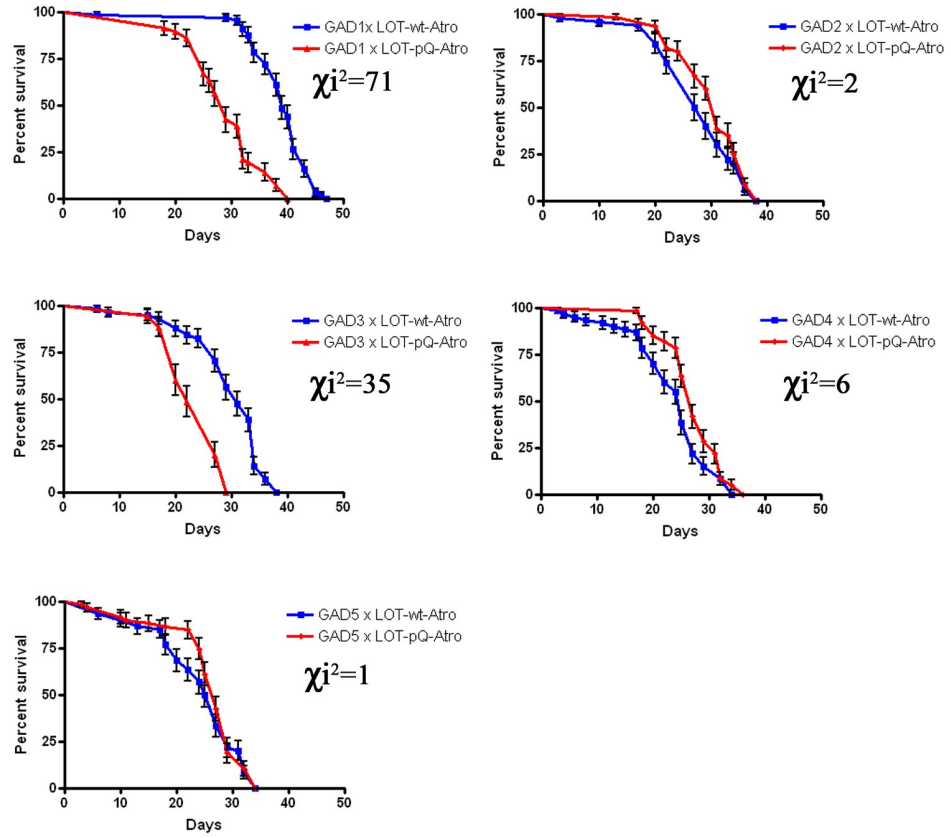 100
75
50
25
0
Percent survival
GAD1x LOT-wt-Atro
GAD1 x LOT-pQ-Atro
χi²=71
0 10 20 30 40 50
Days
100
75
50
25
0
Percent survival
GAD2 x LOT-wt-Atro
GAD2 x LOT-pQ-Atro
χi²=2
0 10 20 30 40 50
Days
100
75
50
25
0
Percent survival
GAD3 x LOT-wt-Atro
GAD3 x LOT-pQ-Atro
χi²=35
0 10 20 30 40 50
Days
100
75
50
25
0
Percent survival
GAD4 x LOT-wt-Atro
GAD4 x LOT-pQ-Atro
χi²=6
0 10 20 30 40 50
Days
100
75
50
25
0
Percent survival
GAD5 x LOT-wt-Atro
GAD5 x LOT-pQ-Atro
χi²=1
0 10 20 30 40 50
Days